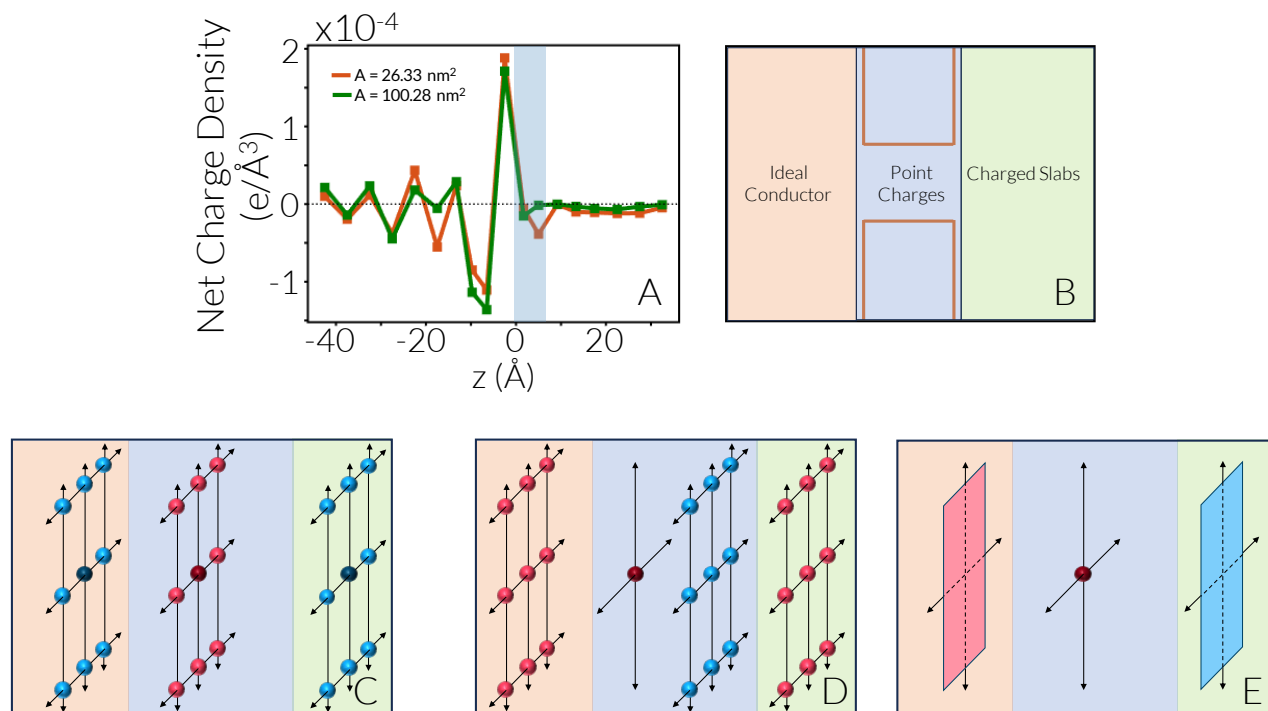 x10⁻⁴
Net Charge Density
(e/Å³)
2
1
0
-1
A = 26.33 nm²
A = 100.28 nm²
A
-40
-20
0
20
z (Å)
Ideal
Conductor
Point
Charges
Charged Slabs
B
C
D
E